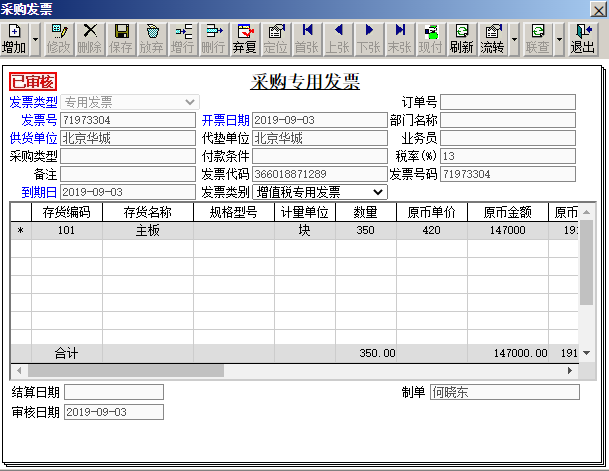 采购发票
增加 修改 删除 保存 放弃 增行 删行 弃复 定位 首张 上张 下张 末张 现付 刷新 流转 联查 退出
已审核 采购专用发票
发票类型 专用发票 订单号
发票号 71973304 开票日期 2019-09-03 部门名称
供货单位 北京华城 代垫单位 北京华城 业务员
采购类型 付款条件 税率(%) 13
备注 发票代码 366018871289 发票号码 71973304
到期日 2019-09-03 发票类别 增值税专用发票
存货编码 存货名称 规格型号 计量单位 数量 原币单价 原币金额 原币
* 101 主板 块 350 420 147000 191
合计 350.00 147000.00 191
结算日期 制单 何晓东
审核日期 2019-09-03